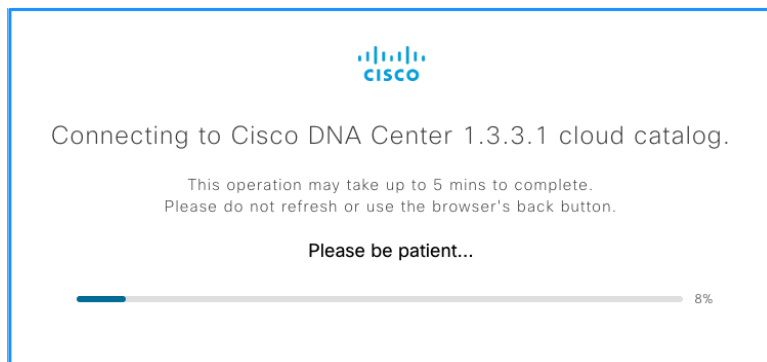 CISCO
Connecting to Cisco DNA Center 1.3.3.1 cloud catalog.
This operation may take up to 5 mins to complete.
Please do not refresh or use the browser's back button.
Please be patient...
8%